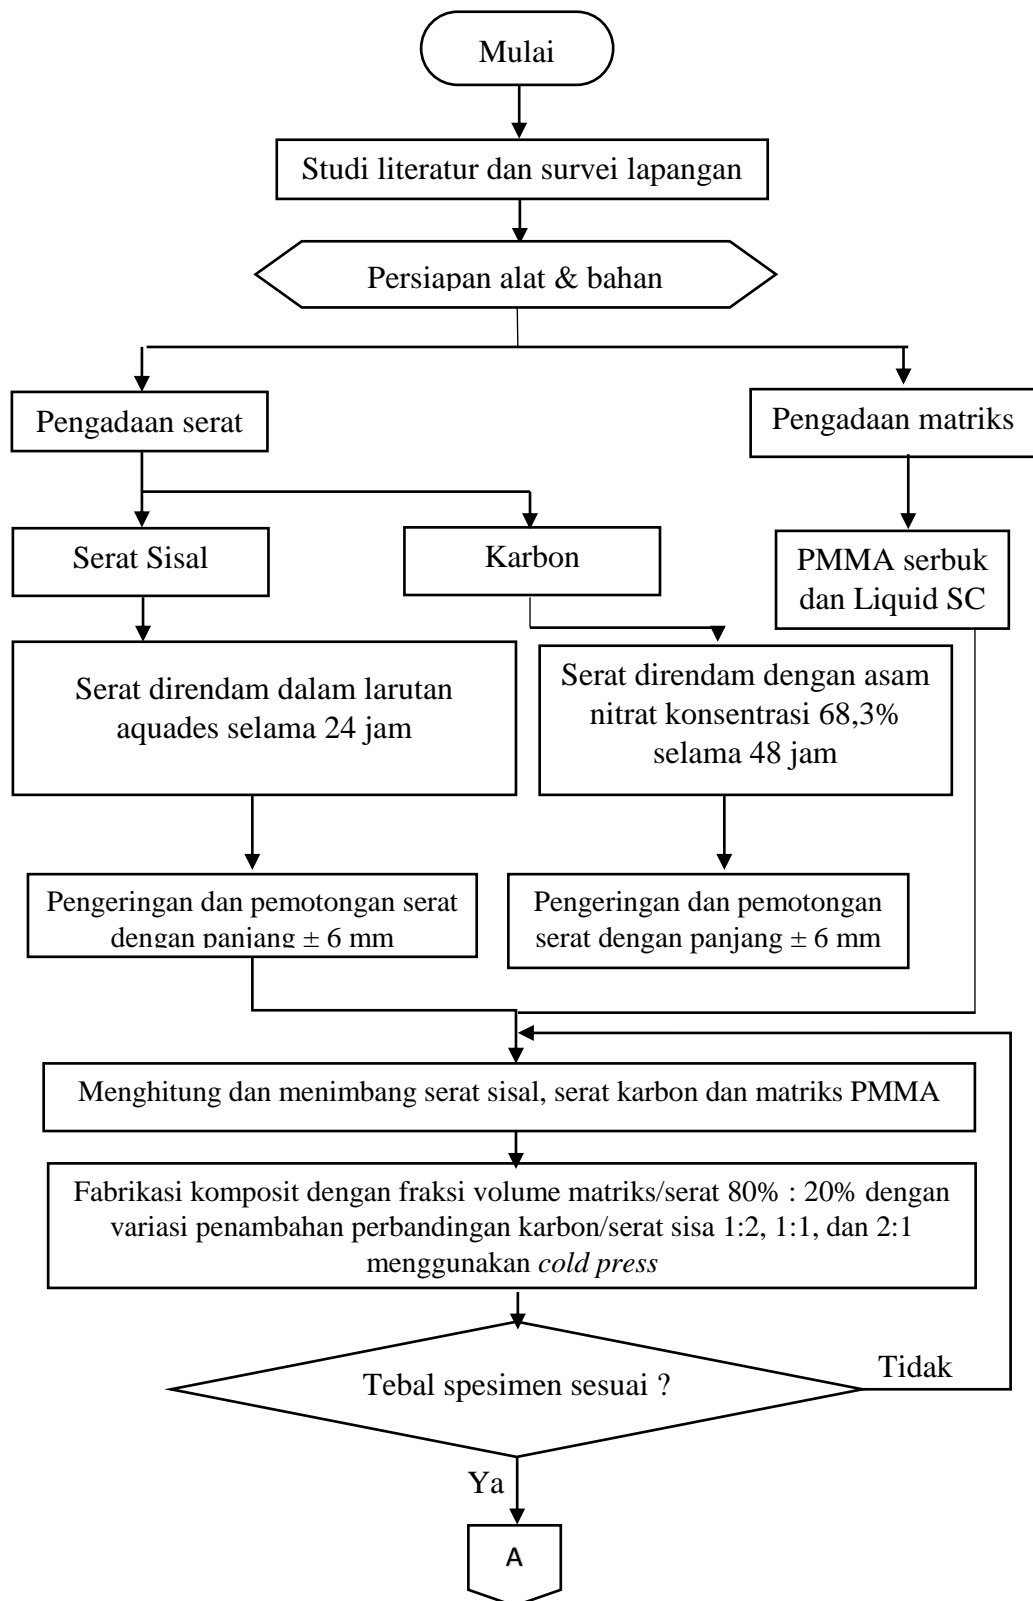 Mulai
Studi literatur dan survei lapangan
Persiapan alat & bahan
Pengadaan serat
Pengadaan matriks
Serat Sisal
Karbon
PMMA serbuk
dan Liquid SC
Serat direndam dalam larutan
aquades selama 24 jam
Serat direndam dengan asam
nitrat konsentrasi 68,3%
selama 48 jam
Pengeringan dan pemotongan serat
dengan panjang ± 6 mm
Pengeringan dan pemotongan
serat dengan panjang ± 6 mm
Menghitung dan menimbang serat sisal, serat karbon dan matriks PMMA
Fabrikasi komposit dengan fraksi volume matriks/serat 80% : 20% dengan
variasi penambahan perbandingan karbon/serat sisa 1:2, 1:1, dan 2:1
menggunakan cold press
Tebal spesimen sesuai ?
Tidak
Ya
A